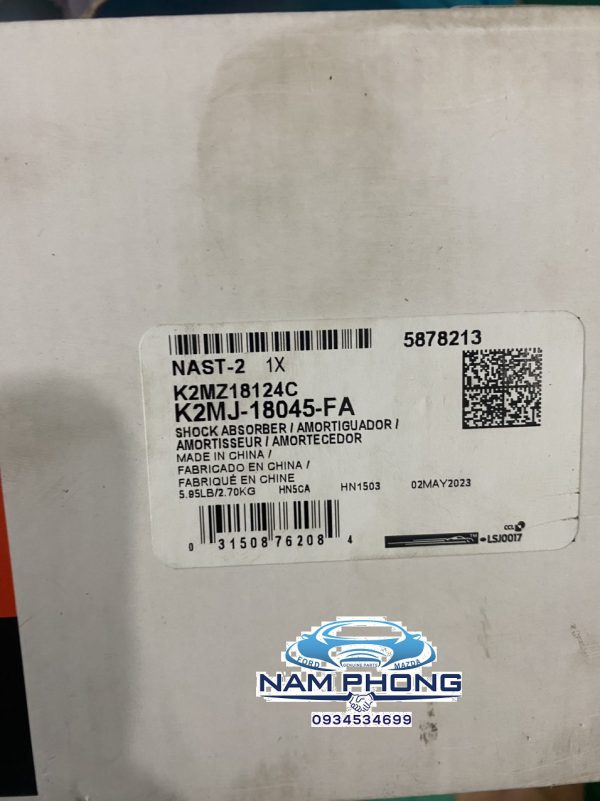 5878213
NAST-2 1X
K2MZ18124C
K2MJ-18045-FA
SHOCK ABSORBER / AMORTIGUADOR /
AMORTISSEUR / AMORTECEDOR
MADE IN CHINA /
FABRICADO EN CHINA /
FABRIQUÉ EN CHINE
5.95LB/2.70KG HN5CA HN1503 02MAY2023
0 31508 76208 4
CCL
TM
LSJ0017
FORD GENUINE PARTS MAZDA
NAM PHONG
0934534699